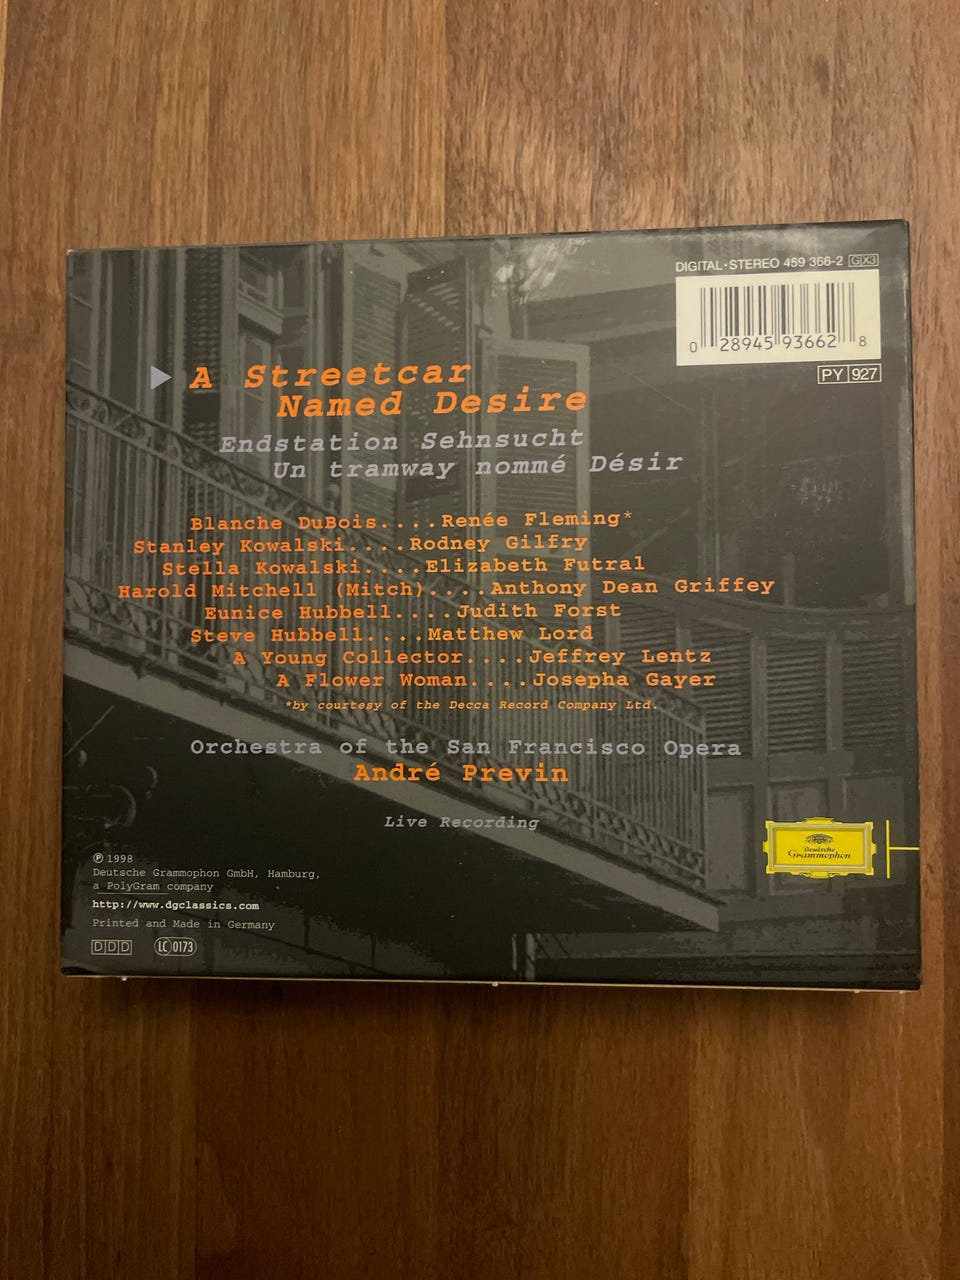 DIGITAL·STEREO 459 366-2 GX3
0 28945 93662 8
PY 927
A Streetcar
Named Desire
Endstation Sehnsucht
Un tramway nommé Désir
Blanche DuBois....Renée Fleming*
Stanley Kowalski....Rodney Gilfry
Stella Kowalski....Elizabeth Futral
Harold Mitchell (Mitch)....Anthony Dean Griffey
Eunice Hubbell....Judith Forst
Steve Hubbell....Matthew Lord
A Young Collector....Jeffrey Lentz
A Flower Woman....Josepha Gayer
*by courtesy of the Decca Record Company Ltd.
Orchestra of the San Francisco Opera
André Previn
Live Recording
Deutsche
Grammophon
℗ 1998
Deutsche Grammophon GmbH, Hamburg,
a PolyGram company
http://www.dgclassics.com
Printed and Made in Germany
DDD LC 0173